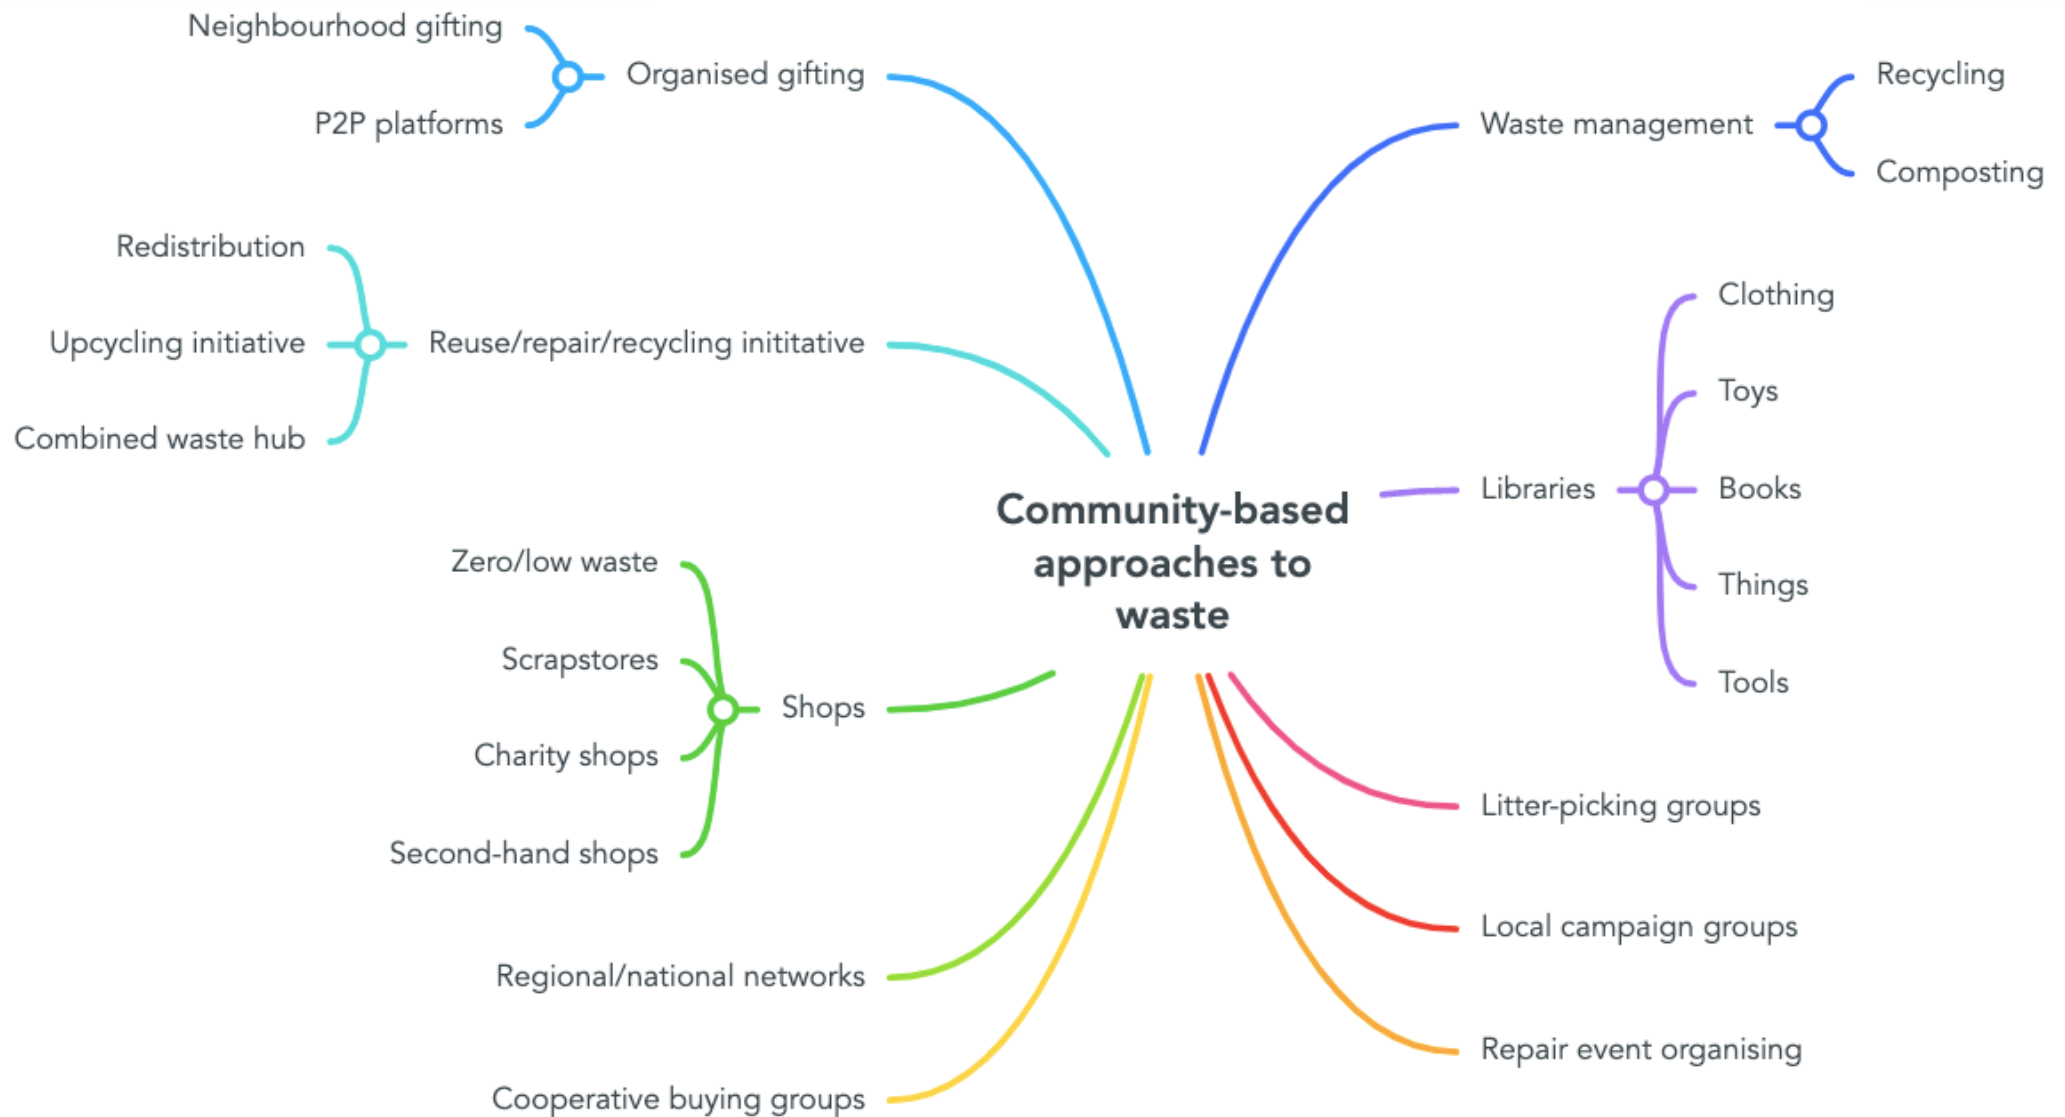 Neighbourhood gifting
Organised gifting
P2P platforms
Redistribution
Upcycling initiative
Reuse/repair/recycling inititative
Combined waste hub
Zero/low waste
Scrapstores
Shops
Charity shops
Second-hand shops
Regional/national networks
Cooperative buying groups
Community-based
approaches to
waste
Waste management
Recycling
Composting
Libraries
Clothing
Toys
Books
Things
Tools
Litter-picking groups
Local campaign groups
Repair event organising